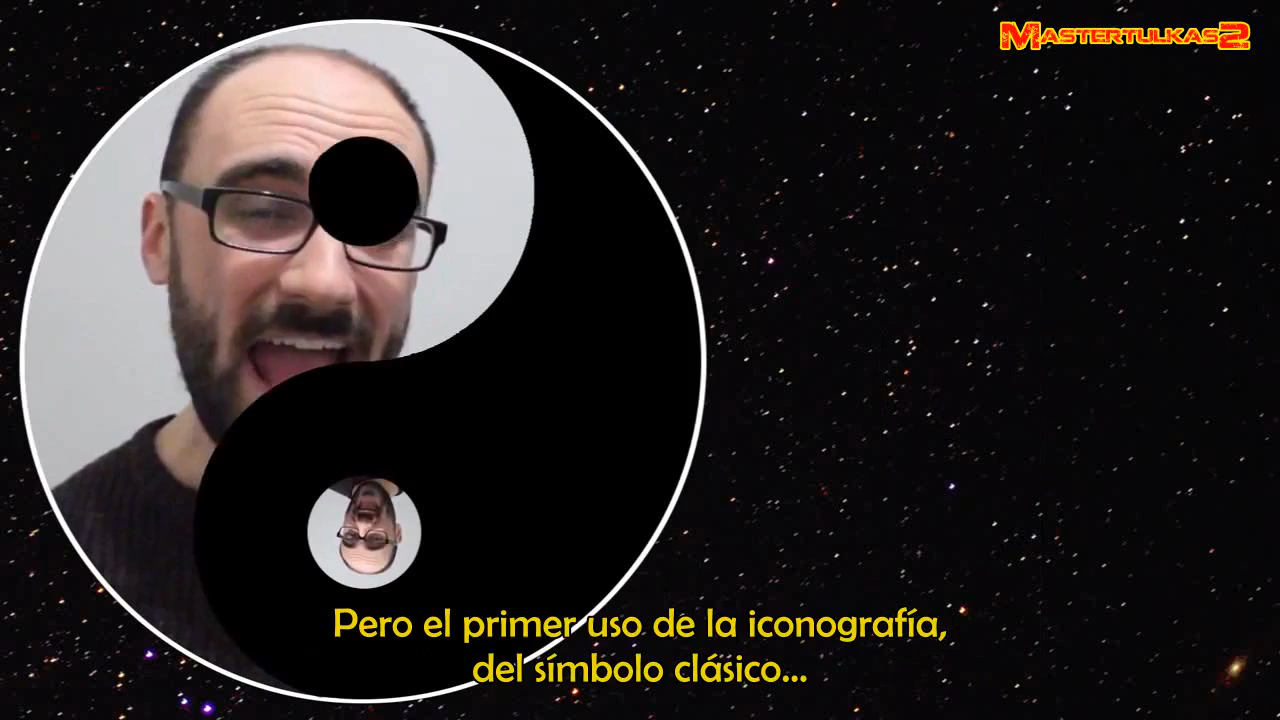 MASTERTULKAS2
Pero el primer uso de la iconografía,
del símbolo clásico...